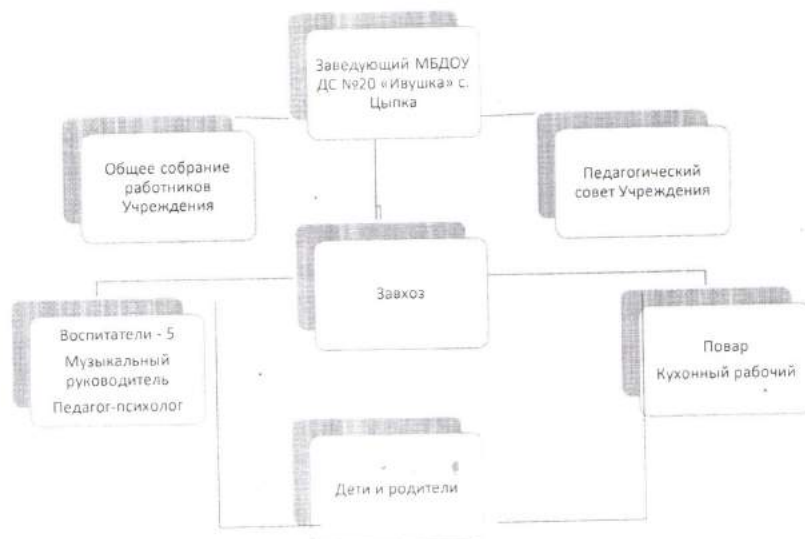 Заведующий МБДОУ
ДС №20 «Ивушка» с.
Цыпка
Общее собрание
работников
Учреждения
Педагогический
совет Учреждения
Завхоз
Воспитатели - 5
Музыкальный
руководитель
Педагог-психолог
Повар
Кухонный рабочий
Дети и родители